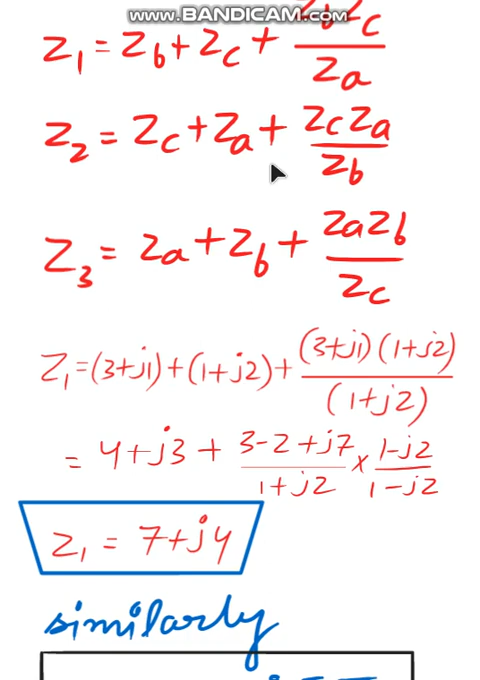 www.BANDICAM.com
Z1 = Zb + Zc + ZbZc/Za
Z2 = Zc + Za + ZcZa/Zb
Z3 = Za + Zb + ZaZb/Zc
Z1 = (3+j1) + (1+j2) + (3+j1)(1+j2)/(1+j2)
= 4+j3 + 3-2+j7/1+j2 × 1-j2/1-j2
Z1 = 7+j4
similarly